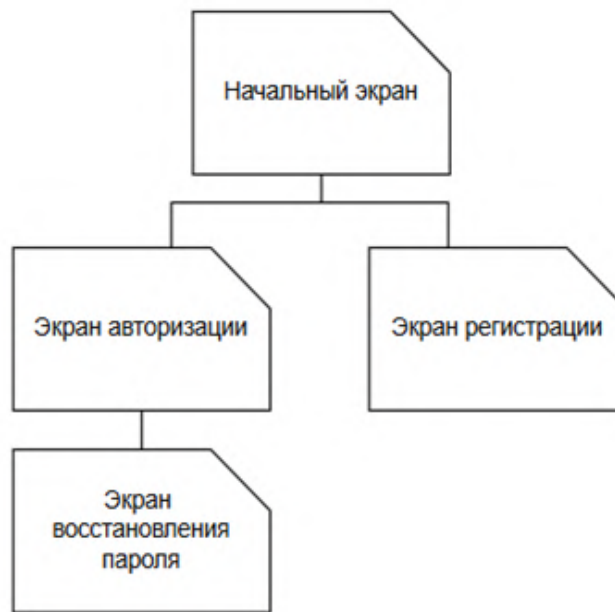 Начальный экран
Экран авторизации
Экран регистрации
Экран
восстановления
пароля